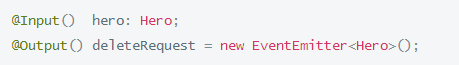 @Input()  hero: Hero;
@Output() deleteRequest = new EventEmitter<Hero>();